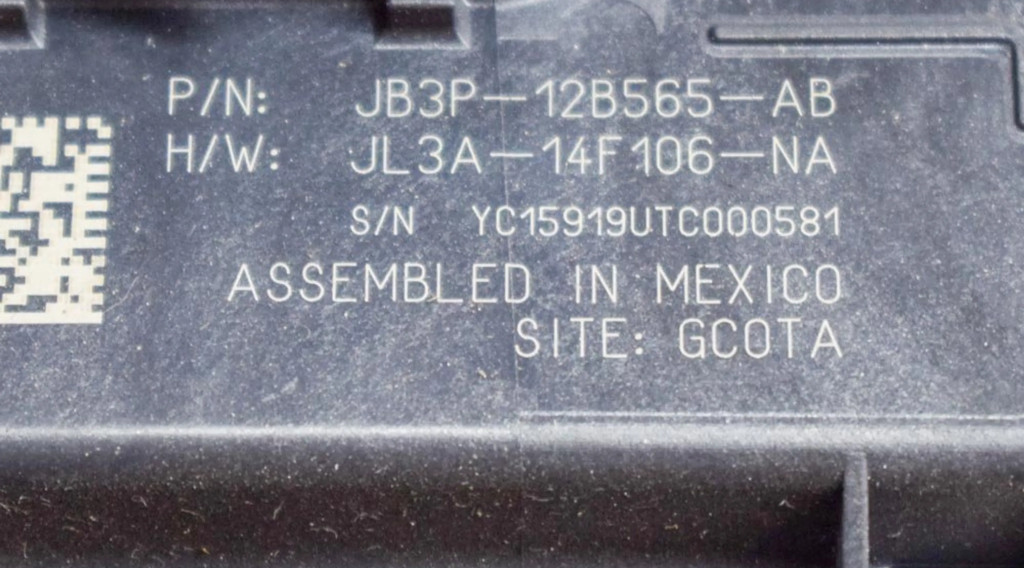 P/N: JB3P-12B565-AB
H/W: JL3A-14F106-NA
S/N YC15919UTC000581
ASSEMBLED IN MEXICO
SITE: GCOTA